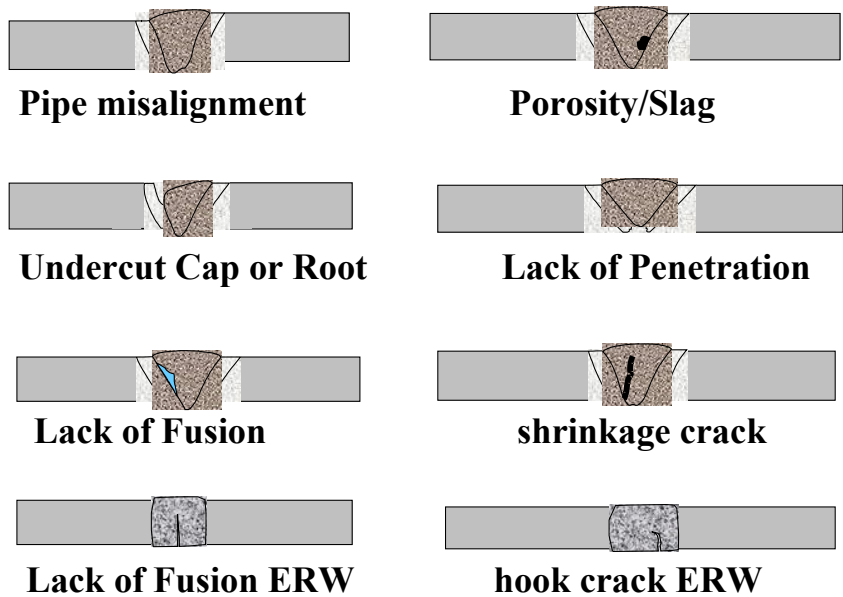 Pipe misalignment
Porosity/Slag
Undercut Cap or Root
Lack of Penetration
Lack of Fusion
shrinkage crack
Lack of Fusion ERW
hook crack ERW